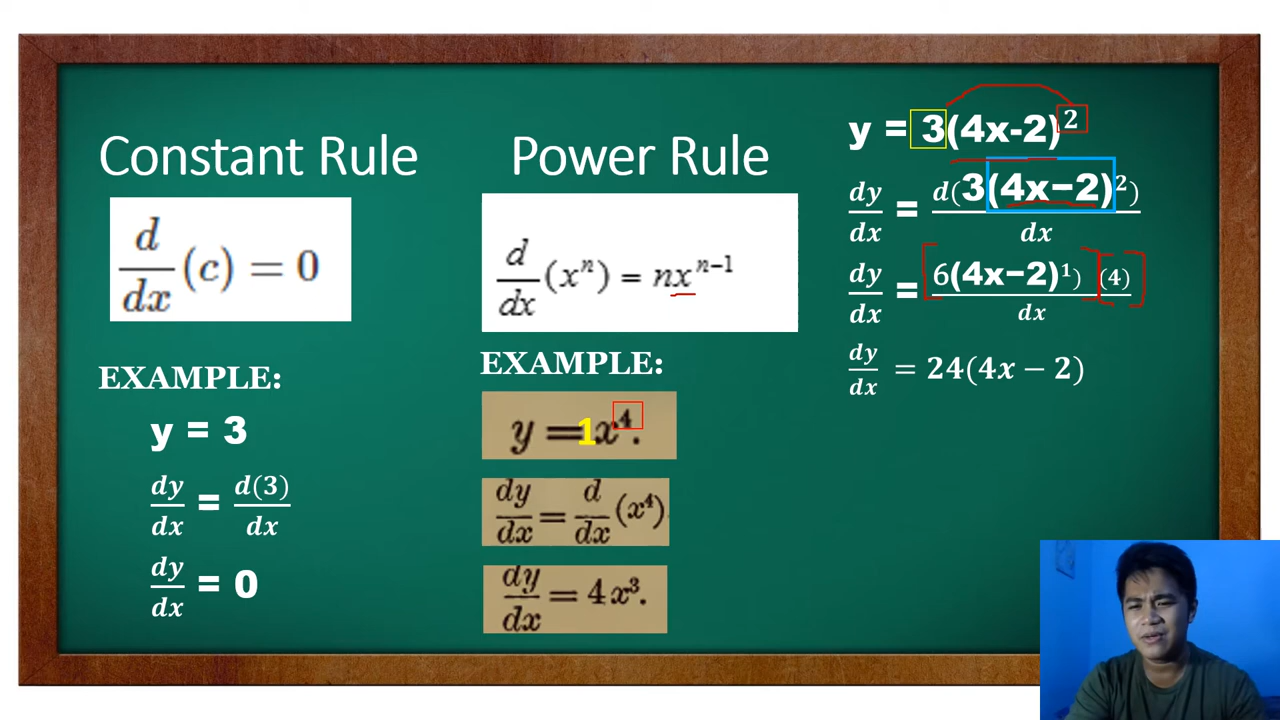 Constant Rule
d/dx (c) = 0
EXAMPLE:
y = 3
dy/dx = d(3)/dx
dy/dx = 0
Power Rule
d/dx (xⁿ) = nxⁿ⁻¹
EXAMPLE:
y = 1x⁴.
dy/dx = d/dx (x⁴)
dy/dx = 4x³.
y = 3(4x-2)²
dy/dx = d(3(4x−2)²)/dx
dy/dx = 6(4x−2)¹) (4)/dx
dy/dx = 24(4x − 2)